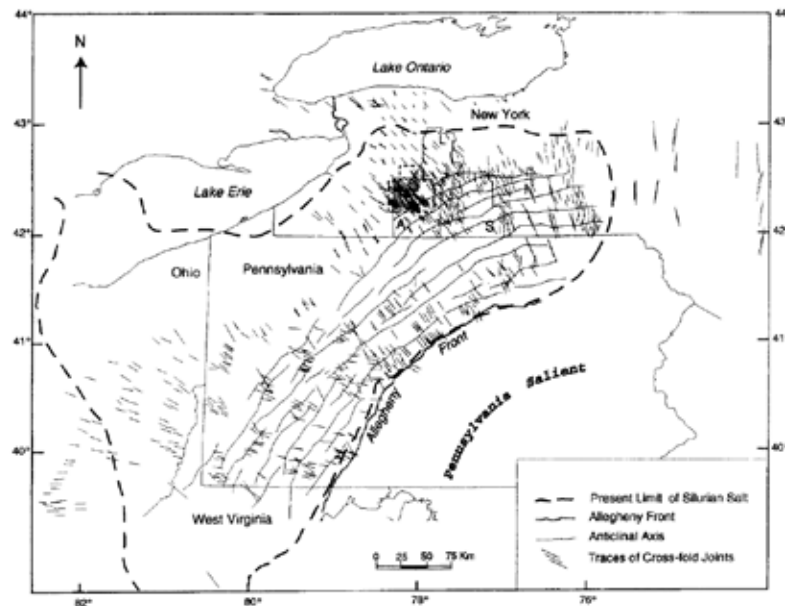 44°
44°
N
Lake Ontario
New York
43°
43°
Lake Erie
A
S
42°
42°
Ohio
Pennsylvania
41°
41°
Front
Allegheny
Pennsylvania Salient
40°
40°
West Virginia
Present Limit of Silurian Salt
Allegheny Front
Anticlinal Axis
Traces of Cross-fold Joints
0 25 50 75 Km
82°
80°
78°
76°